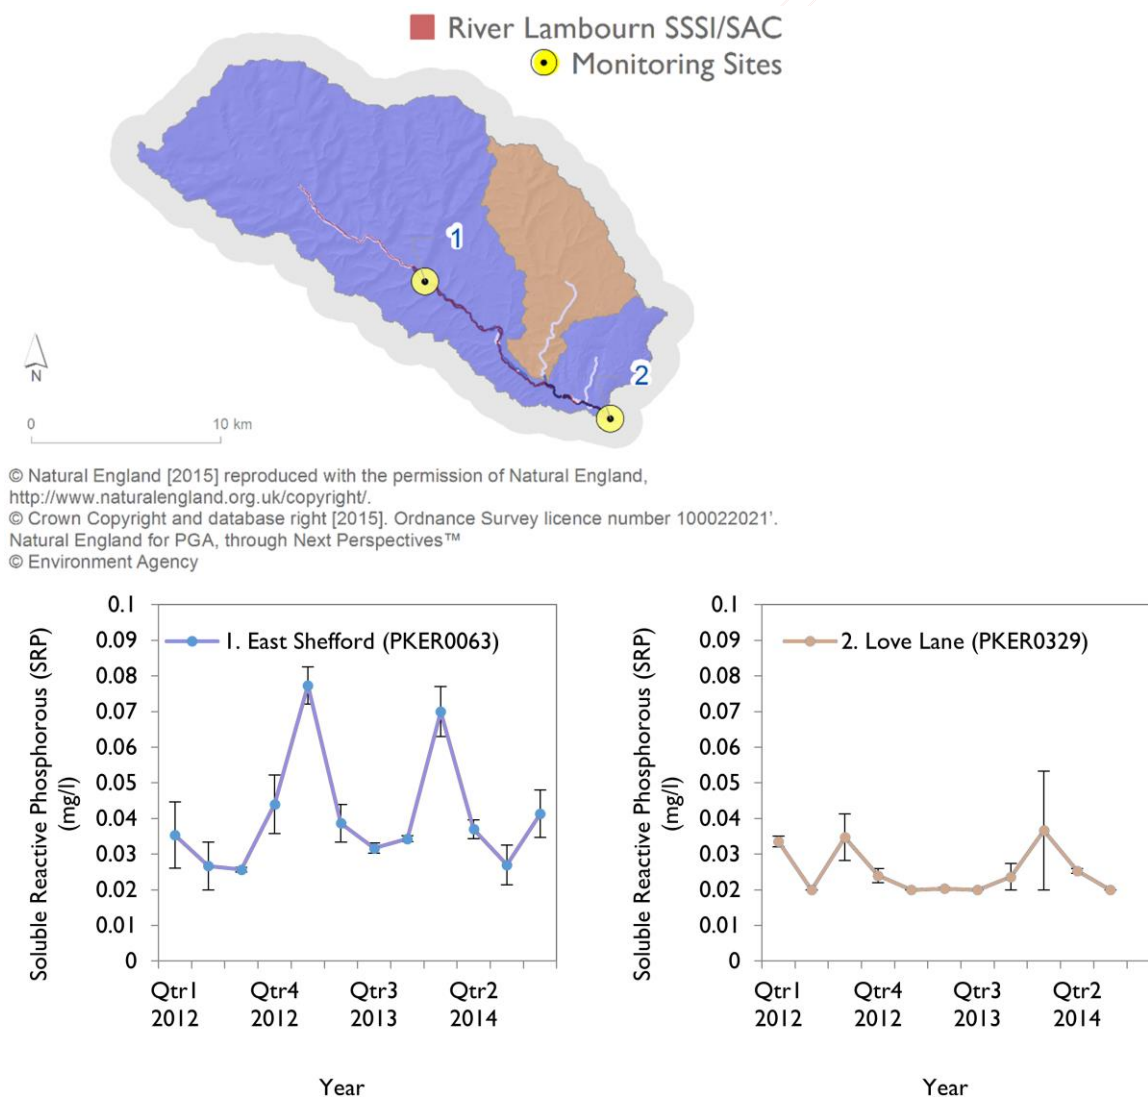 River Lambourn SSSI/SAC
Monitoring Sites
1
2
N
0 10 km
© Natural England [2015] reproduced with the permission of Natural England,
http://www.naturalengland.org.uk/copyright/.
© Crown Copyright and database right [2015]. Ordnance Survey licence number 100022021'.
Natural England for PGA, through Next Perspectives™
© Environment Agency
Soluble Reactive Phosphorous (SRP)
(mg/l)
0.1
0.09
0.08
0.07
0.06
0.05
0.04
0.03
0.02
0.01
0
1. East Shefford (PKER0063)
Qtr1 Qtr4 Qtr3 Qtr2
2012 2012 2013 2014
Year
Soluble Reactive Phosphorous (SRP)
(mg/l)
0.1
0.09
0.08
0.07
0.06
0.05
0.04
0.03
0.02
0.01
0
2. Love Lane (PKER0329)
Qtr1 Qtr4 Qtr3 Qtr2
2012 2012 2013 2014
Year